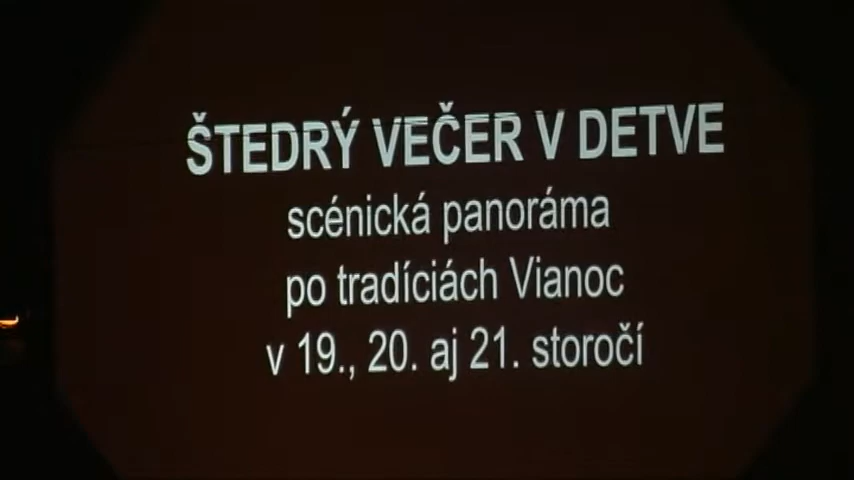 ŠTEDRÝ VEČER V DETVE
scénická panoráma
po tradíciách Vianoc
v 19., 20. aj 21. storočí